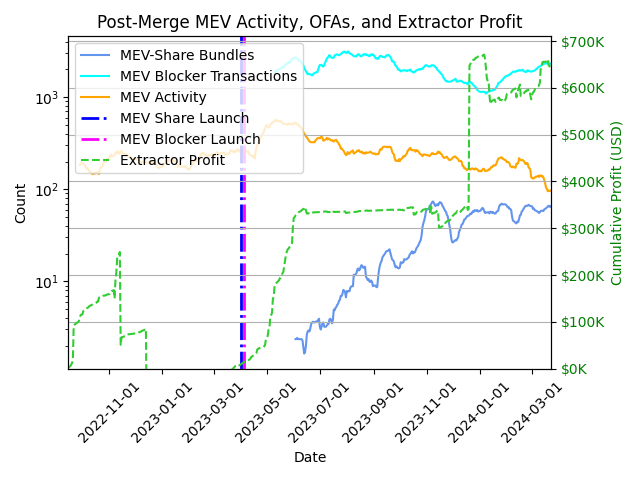 Post-Merge MEV Activity, OFAs, and Extractor Profit
MEV-Share Bundles
MEV Blocker Transactions
MEV Activity
MEV Share Launch
MEV Blocker Launch
Extractor Profit
Count
10³
10²
10¹
$700K
$600K
$500K
$400K
$300K
$200K
$100K
$0K
Cumulative Profit (USD)
2022-11-01
2023-01-01
2023-03-01
2023-05-01
2023-07-01
2023-09-01
2023-11-01
2024-01-01
2024-03-01
Date